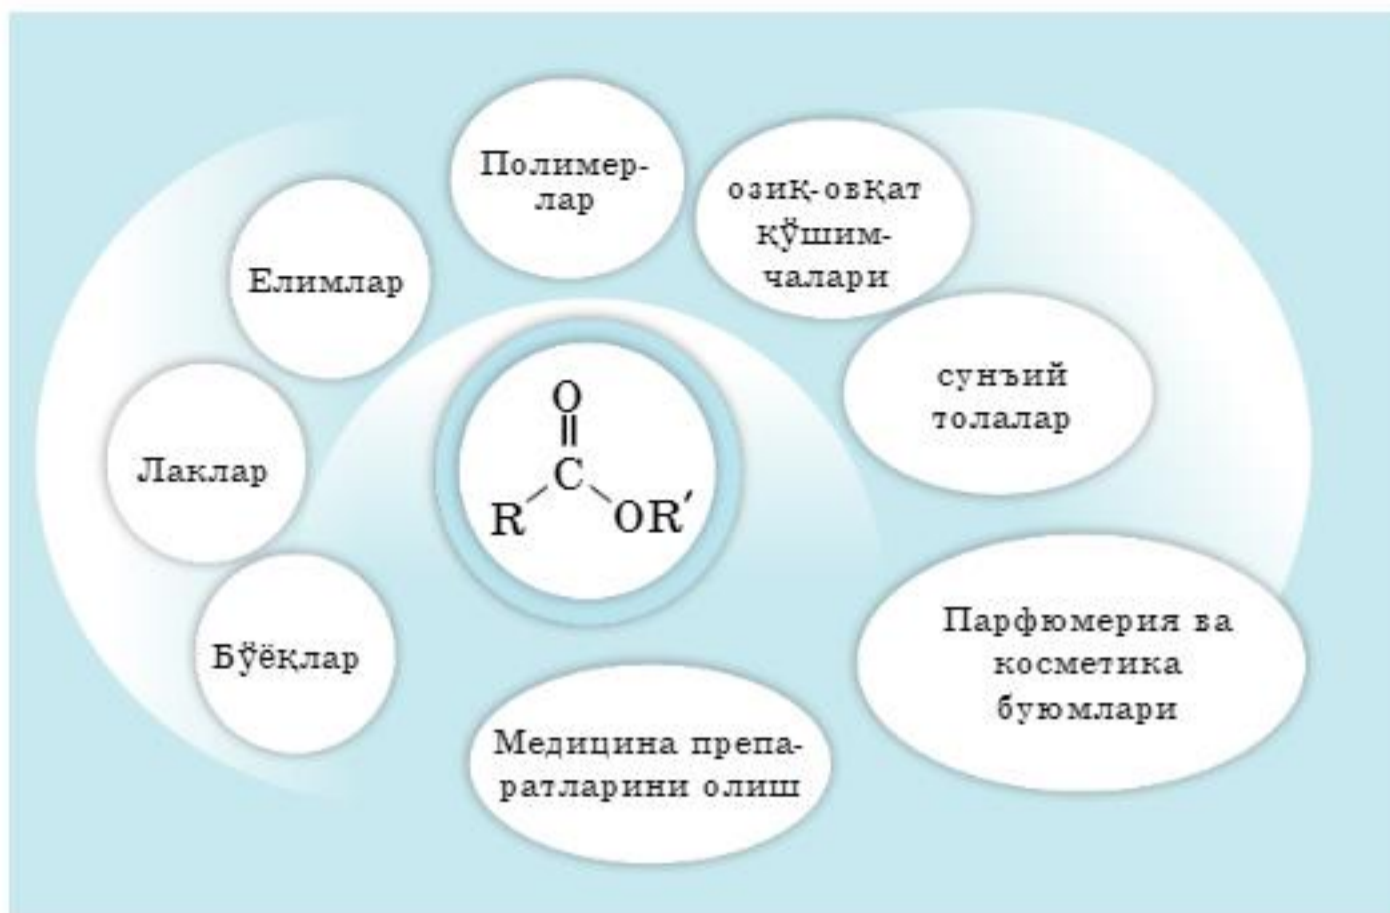 Полимер-
лар
озиқ-овқат
қўшим-
чалари
Елимлар
сунъий
толалар
O
C
R
OR′
Лаклар
Бўёқлар
Парфюмерия ва
косметика
буюмлари
Медицина препа-
ратларини олиш